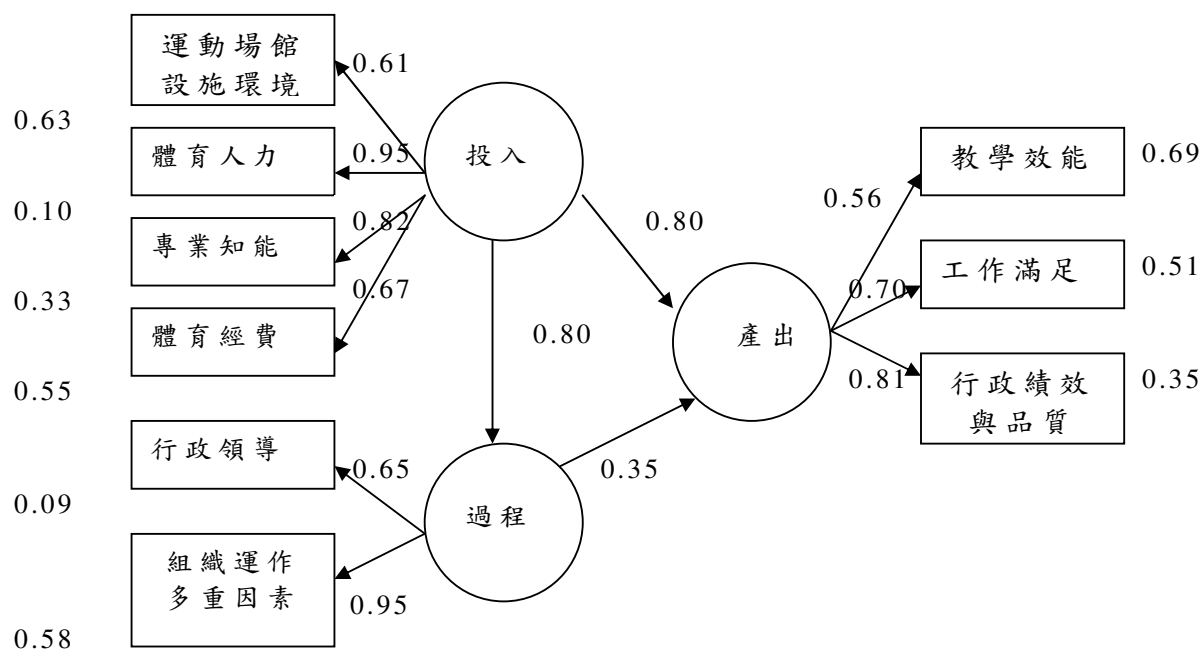 運動場館
設施環境
0.61
0.63
體育人力
0.95
投入
教學效能
0.69
0.56
0.10
專業知能
0.82
0.80
工作滿足
0.51
0.70
0.33
體育經費
0.67
0.80
產出
0.81
行政績效
與品質
0.35
0.55
行政領導
0.65
0.35
0.09
過程
組織運作
多重因素
0.95
0.58